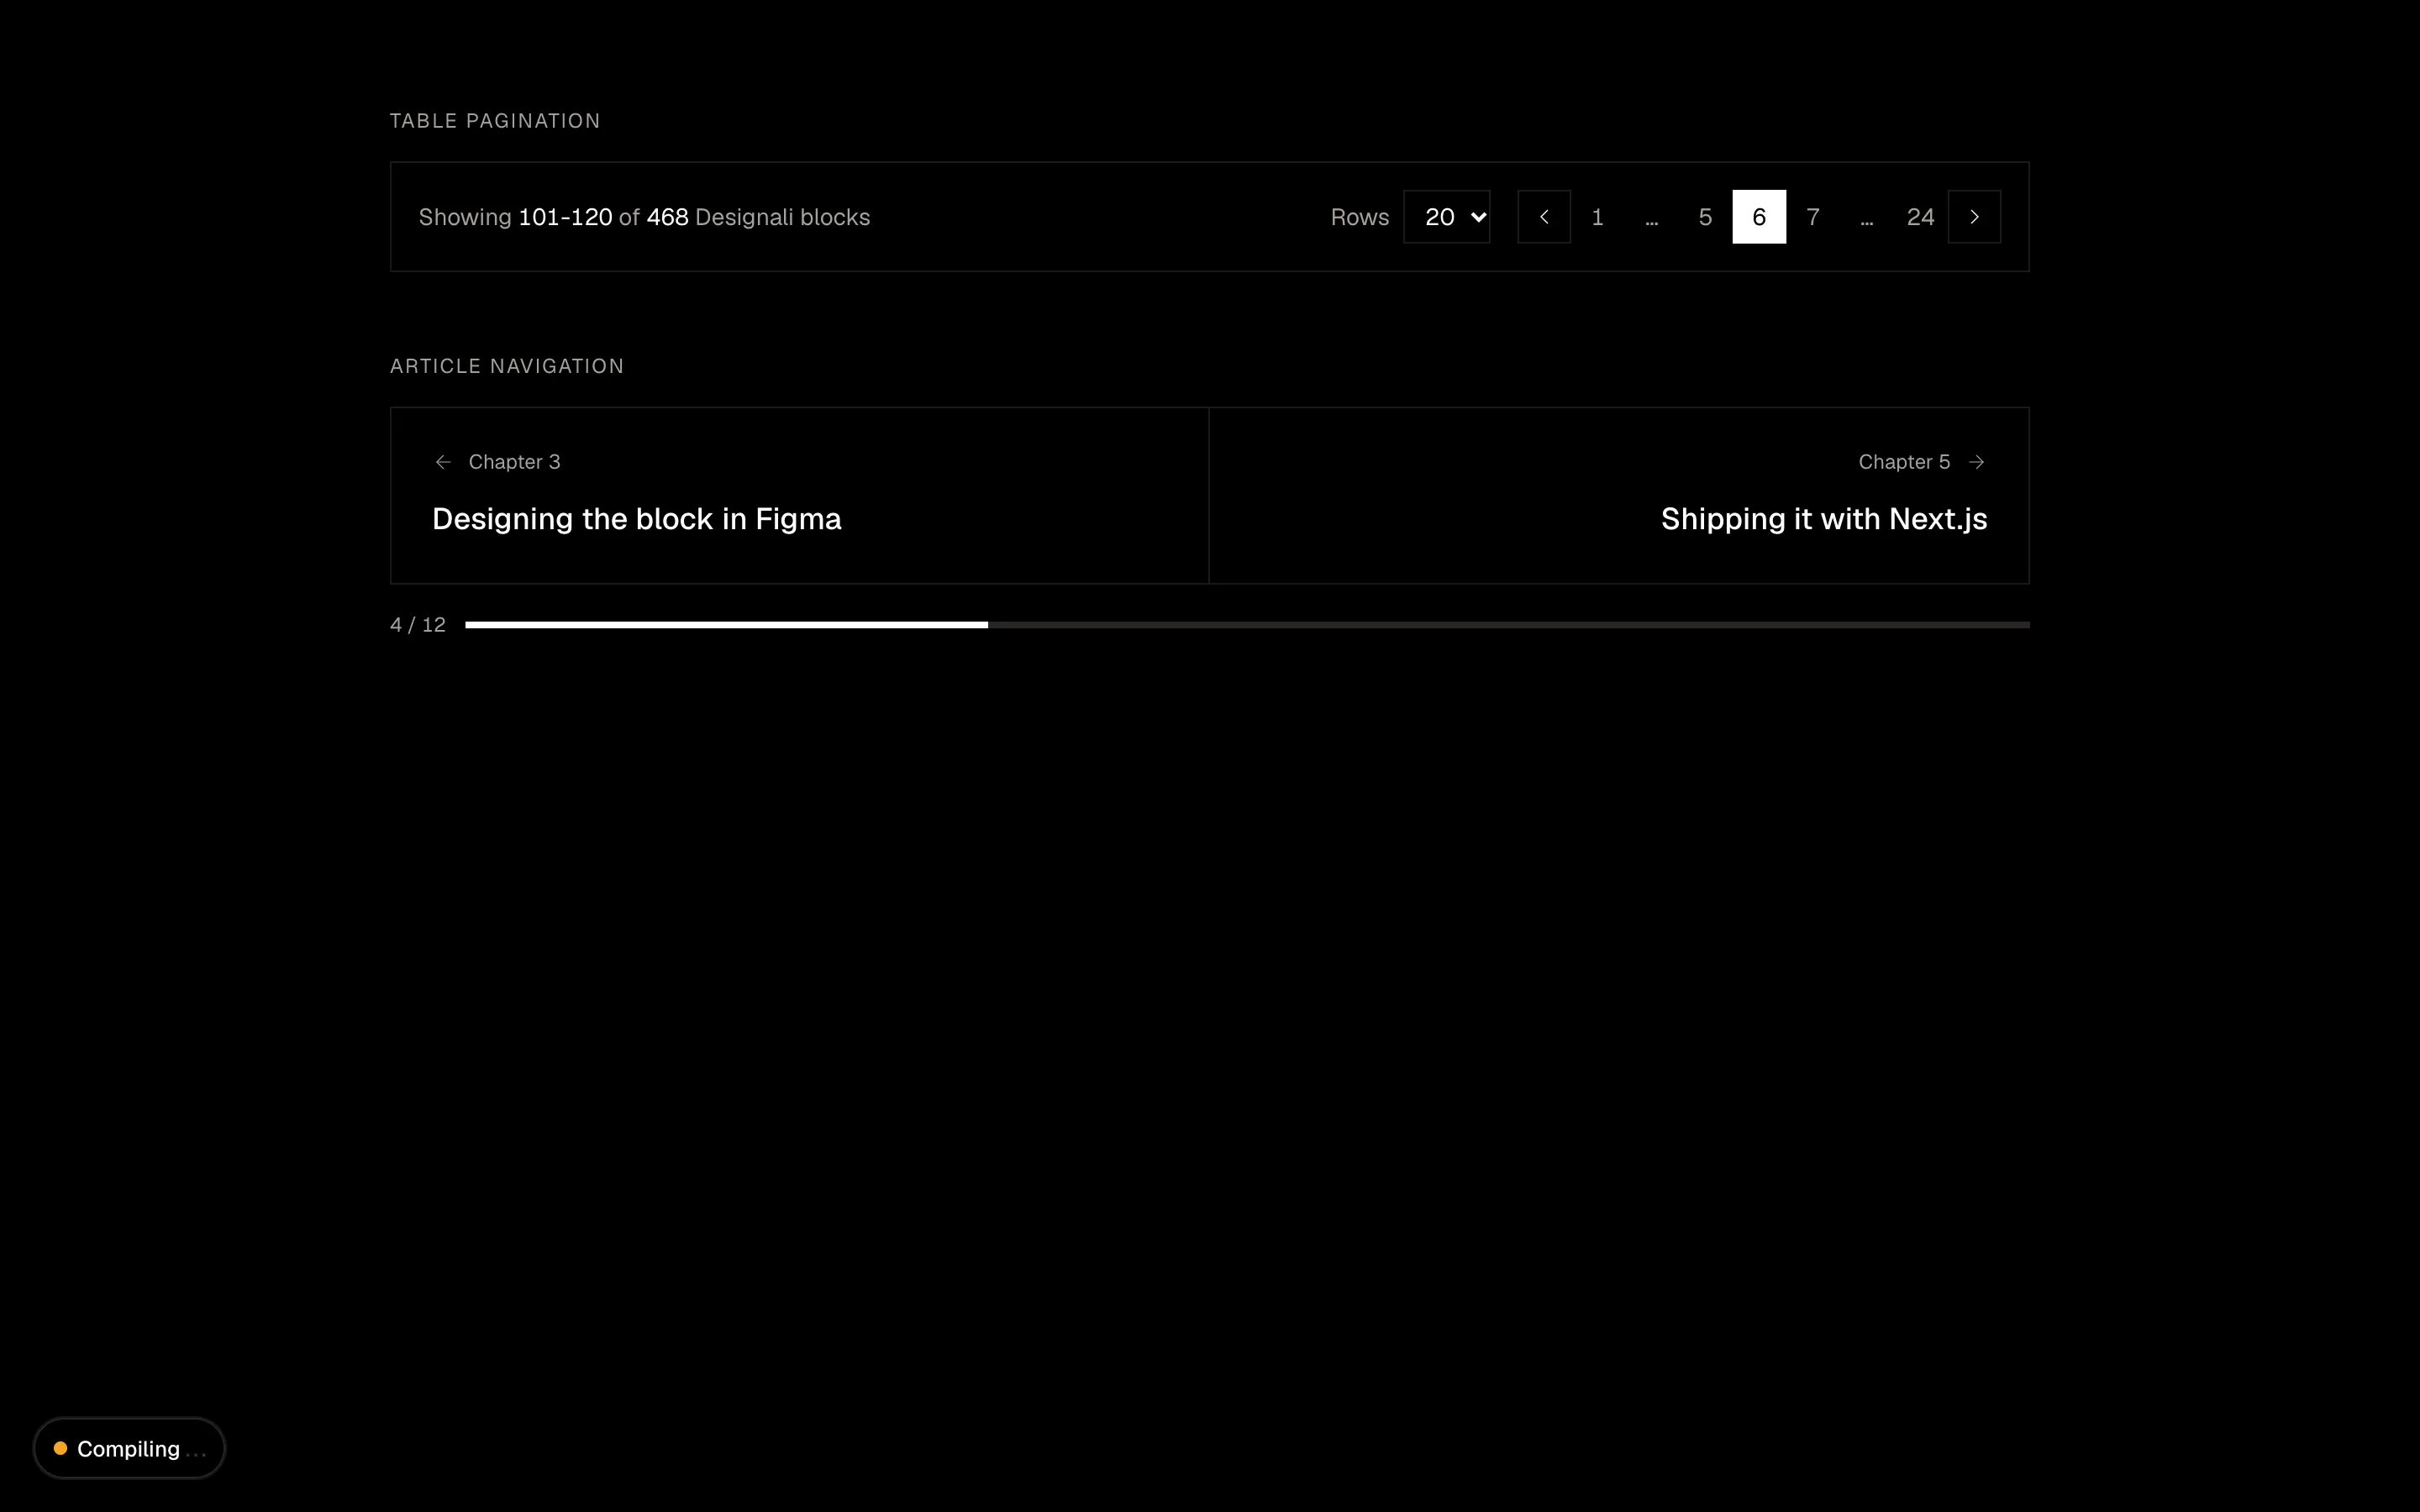 TABLE PAGINATION
Showing 101-120 of 468 Designali blocks
Rows 20 1 ... 5 6 7 ... 24
ARTICLE NAVIGATION
← Chapter 3
Designing the block in Figma
Chapter 5 →
Shipping it with Next.js
4 / 12
Compiling ...